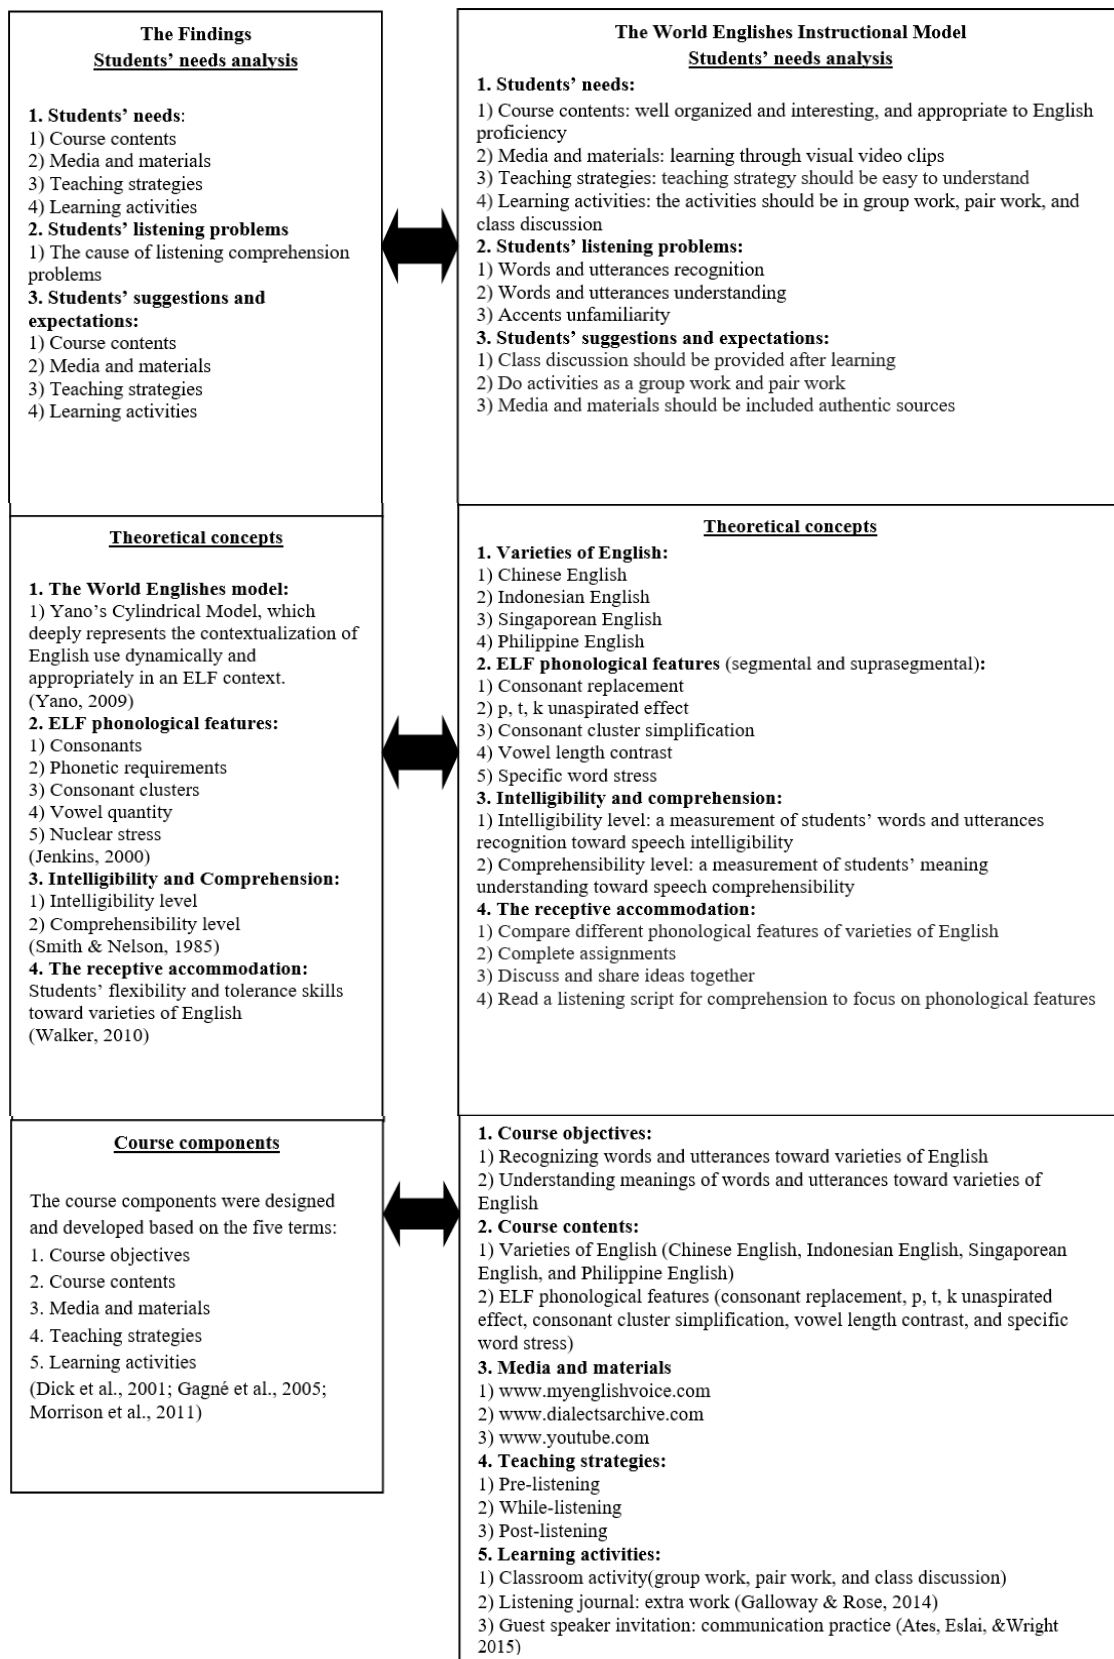 The Findings
Students’ needs analysis
1. Students’ needs:
1) Course contents
2) Media and materials
3) Teaching strategies
4) Learning activities
2. Students’ listening problems
1) The cause of listening comprehension
problems
3. Students’ suggestions and
expectations:
1) Course contents
2) Media and materials
3) Teaching strategies
4) Learning activities
The World Englishes Instructional Model
Students’ needs analysis
1. Students’ needs:
1) Course contents: well organized and interesting, and appropriate to English
proficiency
2) Media and materials: learning through visual video clips
3) Teaching strategies: teaching strategy should be easy to understand
4) Learning activities: the activities should be in group work, pair work, and
class discussion
2. Students’ listening problems:
1) Words and utterances recognition
2) Words and utterances understanding
3) Accents unfamiliarity
3. Students’ suggestions and expectations:
1) Class discussion should be provided after learning
2) Do activities as a group work and pair work
3) Media and materials should be included authentic sources
Theoretical concepts
1. The World Englishes model:
1) Yano’s Cylindrical Model, which
deeply represents the contextualization of
English use dynamically and
appropriately in an ELF context.
(Yano, 2009)
2. ELF phonological features:
1) Consonants
2) Phonetic requirements
3) Consonant clusters
4) Vowel quantity
5) Nuclear stress
(Jenkins, 2000)
3. Intelligibility and Comprehension:
1) Intelligibility level
2) Comprehensibility level
(Smith & Nelson, 1985)
4. The receptive accommodation:
Students’ flexibility and tolerance skills
toward varieties of English
(Walker, 2010)
Theoretical concepts
1. Varieties of English:
1) Chinese English
2) Indonesian English
3) Singaporean English
4) Philippine English
2. ELF phonological features (segmental and suprasegmental):
1) Consonant replacement
2) p, t, k unaspirated effect
3) Consonant cluster simplification
4) Vowel length contrast
5) Specific word stress
3. Intelligibility and comprehension:
1) Intelligibility level: a measurement of students’ words and utterances
recognition toward speech intelligibility
2) Comprehensibility level: a measurement of students’ meaning
understanding toward speech comprehensibility
4. The receptive accommodation:
1) Compare different phonological features of varieties of English
2) Complete assignments
3) Discuss and share ideas together
4) Read a listening script for comprehension to focus on phonological features
Course components
The course components were designed
and developed based on the five terms:
1. Course objectives
2. Course contents
3. Media and materials
4. Teaching strategies
5. Learning activities
(Dick et al., 2001; Gagné et al., 2005;
Morrison et al., 2011)
1. Course objectives:
1) Recognizing words and utterances toward varieties of English
2) Understanding meanings of words and utterances toward varieties of
English
2. Course contents:
1) Varieties of English (Chinese English, Indonesian English, Singaporean
English, and Philippine English)
2) ELF phonological features (consonant replacement, p, t, k unaspirated
effect, consonant cluster simplification, vowel length contrast, and specific
word stress)
3. Media and materials
1) www.myenglishvoice.com
2) www.dialectsarchive.com
3) www.youtube.com
4. Teaching strategies:
1) Pre-listening
2) While-listening
3) Post-listening
5. Learning activities:
1) Classroom activity(group work, pair work, and class discussion)
2) Listening journal: extra work (Galloway & Rose, 2014)
3) Guest speaker invitation: communication practice (Ates, Eslai, &Wright
2015)